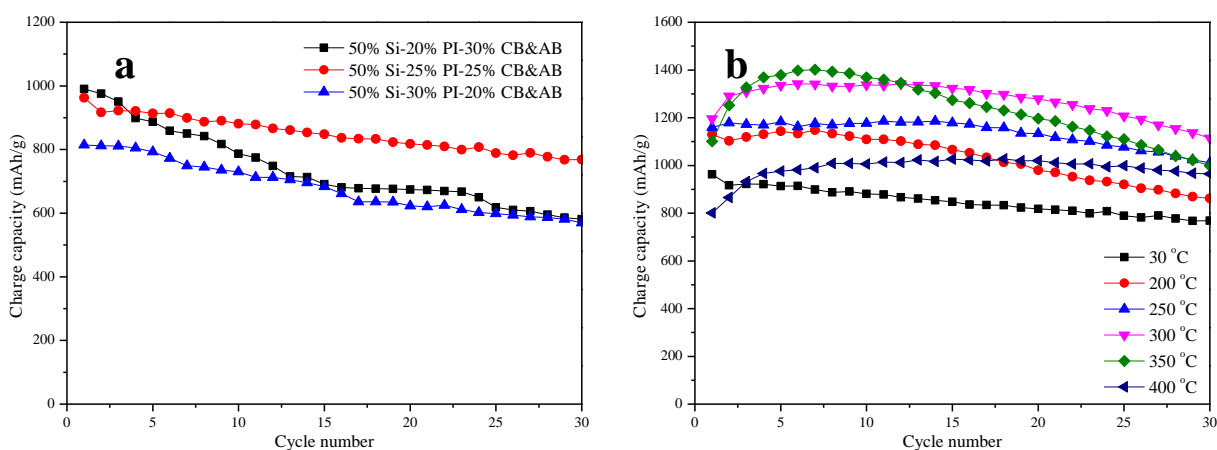 a
50% Si-20% PI-30% CB&AB
50% Si-25% PI-25% CB&AB
50% Si-30% PI-20% CB&AB
Charge capacity (mAh/g)
1200
1000
800
600
400
200
0
0 5 10 15 20 25 30
Cycle number
b
Charge capacity (mAh/g)
1600
1400
1200
1000
800
600
400
200
0
0 5 10 15 20 25 30
Cycle number
30 °C
200 °C
250 °C
300 °C
350 °C
400 °C